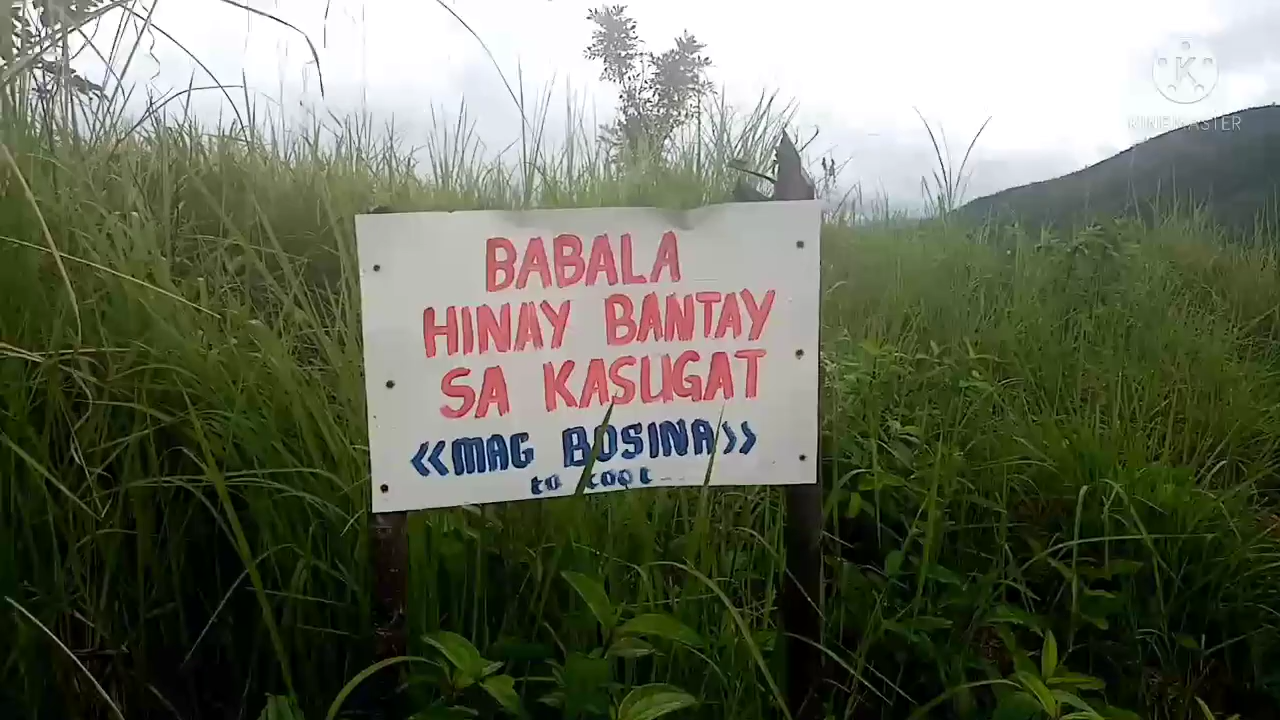 KINEMASTER
BABALA
HINAY BANTAY
SA KASUGAT
<<MAG BOSINA>>